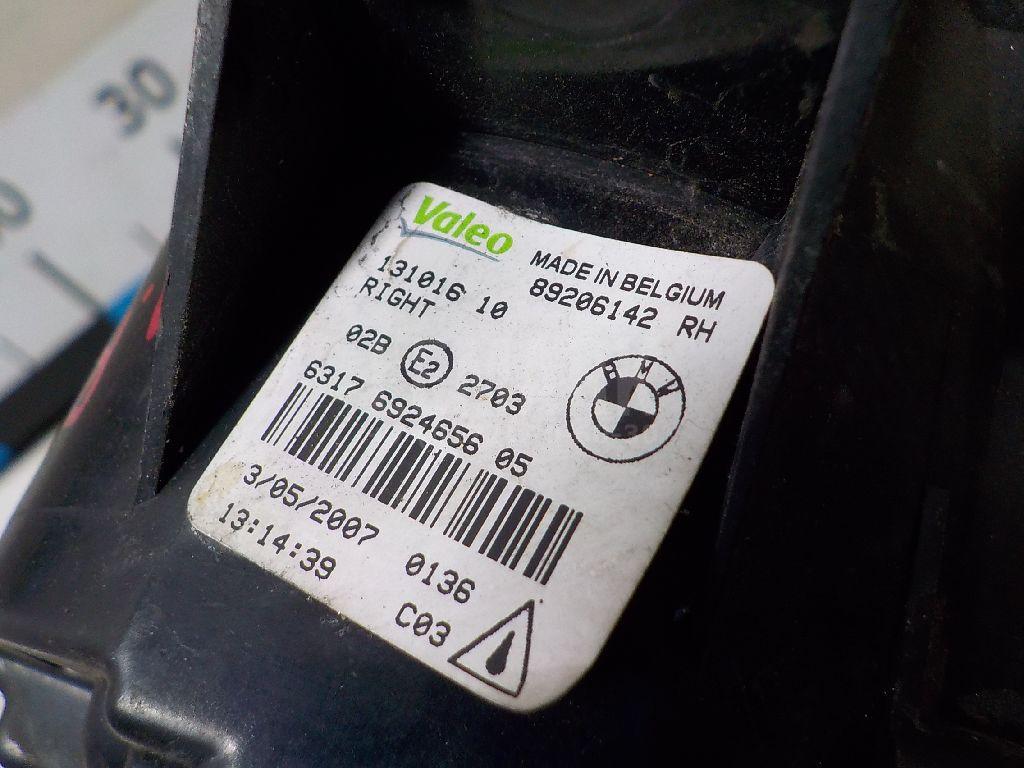 30
Valeo
MADE IN BELGIUM
131016 10
89206142 RH
RIGHT
02B E2 2703
BMW
6317 6924656 05
3/05/2007 0136
13:14:39 C03